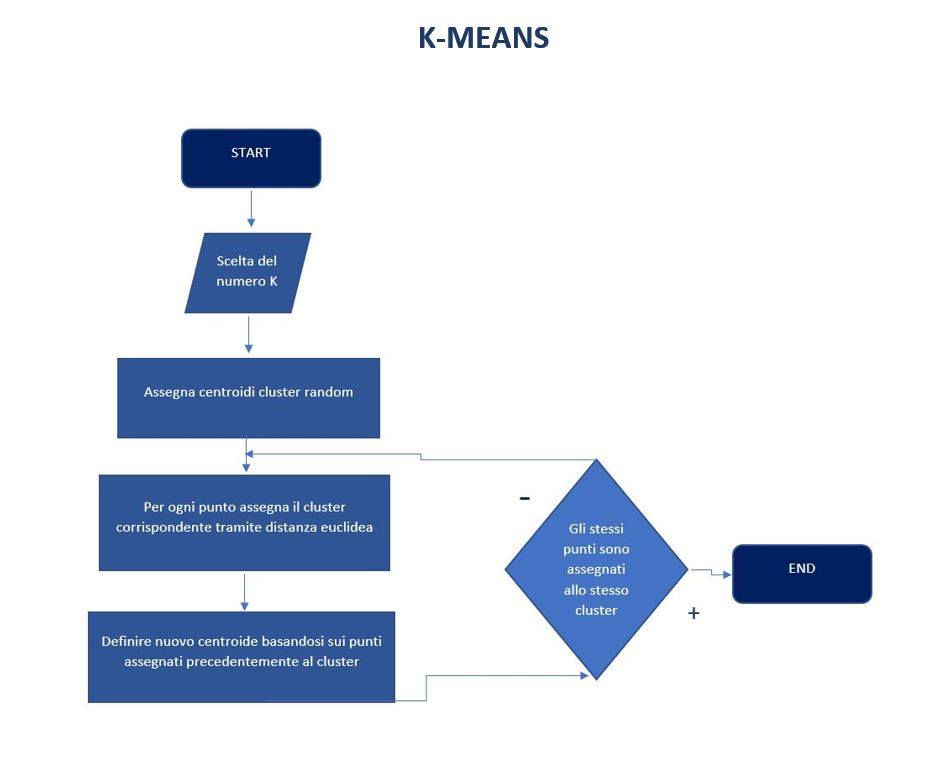 K-MEANS
START
Scelta del
numero K
Assegna centroidi cluster random
Per ogni punto assegna il cluster
corrispondente tramite distanza euclidea
Definire nuovo centroide basandosi sui punti
assegnati precedentemente al cluster
-
Gli stessi
punti sono
assegnati
allo stesso
cluster
+
END